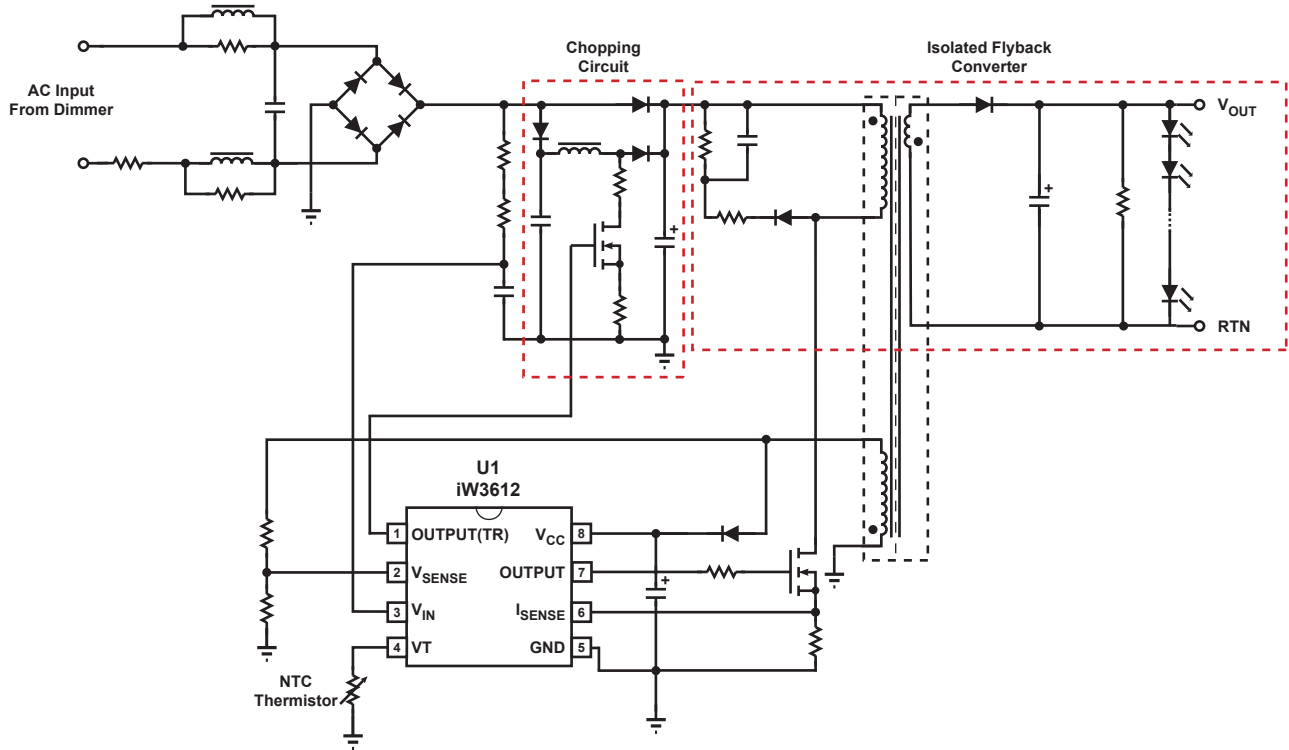 Chopping
Circuit
Isolated Flyback
Converter
AC Input
From Dimmer
+
+
VOUT
RTN
U1
iW3612
1 OUTPUT(TR)
VCC 8
2 VSENSE
OUTPUT 7
3 VIN
ISENSE 6
4 VT
GND 5
+
NTC
Thermistor